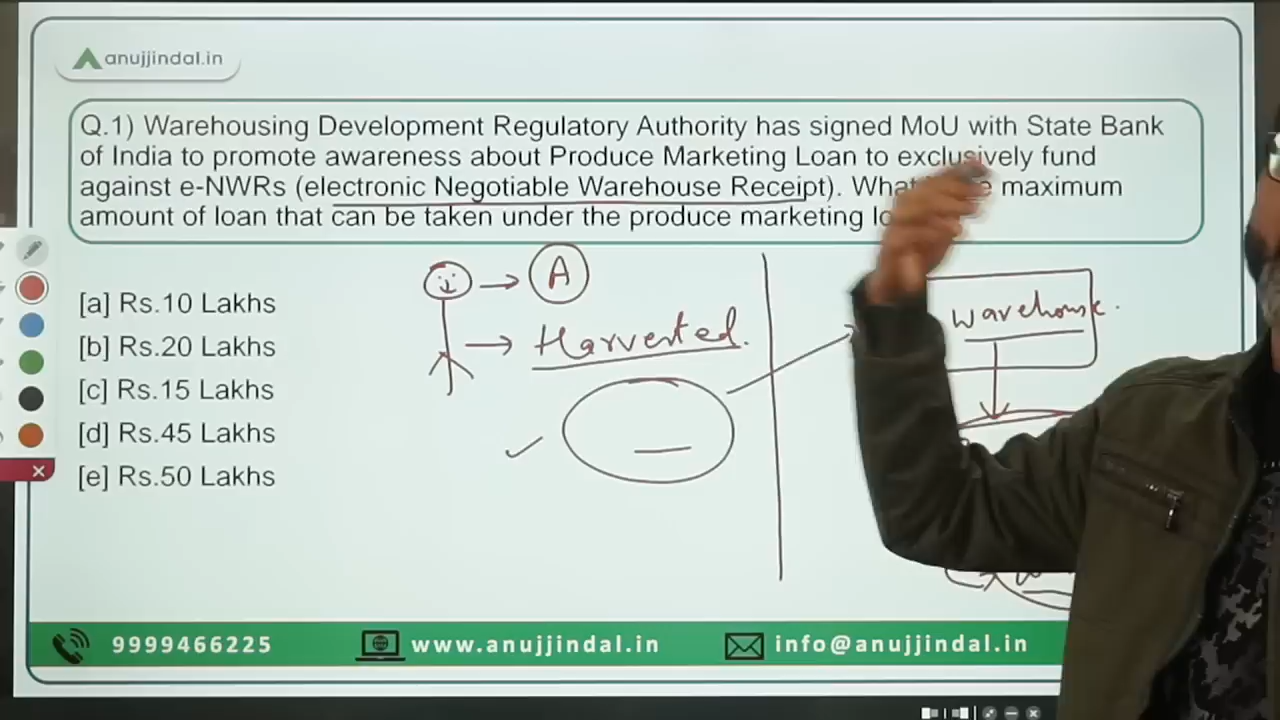 anujjindal.in
Q.1) Warehousing Development Regulatory Authority has signed MoU with State Bank
of India to promote awareness about Produce Marketing Loan to exclusively fund
against e-NWRs (electronic Negotiable Warehouse Receipt). maximum
amount of loan that can be taken under the produce marketing
A
Harvested.
warehouse.
[a] Rs.10 Lakhs
[b] Rs.20 Lakhs
[c] Rs.15 Lakhs
[d] Rs.45 Lakhs
[e] Rs.50 Lakhs
9999466225 www.anujjindal.in info@anujjindal.in